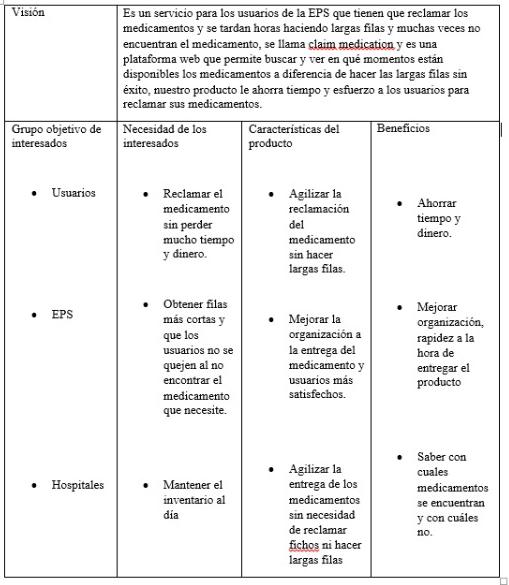 Visión
Es un servicio para los usuarios de la EPS que tienen que reclamar los
medicamentos y se tardan horas haciendo largas filas y muchas veces no
encuentran el medicamento, se llama claim medication y es una
plataforma web que permite buscar y ver en qué momentos están
disponibles los medicamentos a diferencia de hacer las largas filas sin
éxito, nuestro producto le ahorra tiempo y esfuerzo a los usuarios para
reclamar sus medicamentos.
Grupo objetivo de
interesados
Necesidad de los
interesados
Características del
producto
Beneficios
• Usuarios
• Reclamar el
medicamento
sin perder
mucho tiempo
y dinero.
• Agilizar la
reclamación
del
medicamento
sin hacer
largas filas.
• Ahorrar
tiempo y
dinero.
• EPS
• Obtener filas
más cortas y
que los
usuarios no se
quejen al no
encontrar el
medicamento
que necesite.
• Mejorar la
organización a
la entrega del
medicamento y
usuarios más
satisfechos.
• Mejorar
organización,
rapidez a la
hora de
entregar el
producto
• Hospitales
• Mantener el
inventario al
día
• Agilizar la
entrega de los
medicamentos
sin necesidad
de reclamar
fichos ni hacer
largas filas
• Saber con
cuales
medicamentos
se encuentran
y con cuáles
no.